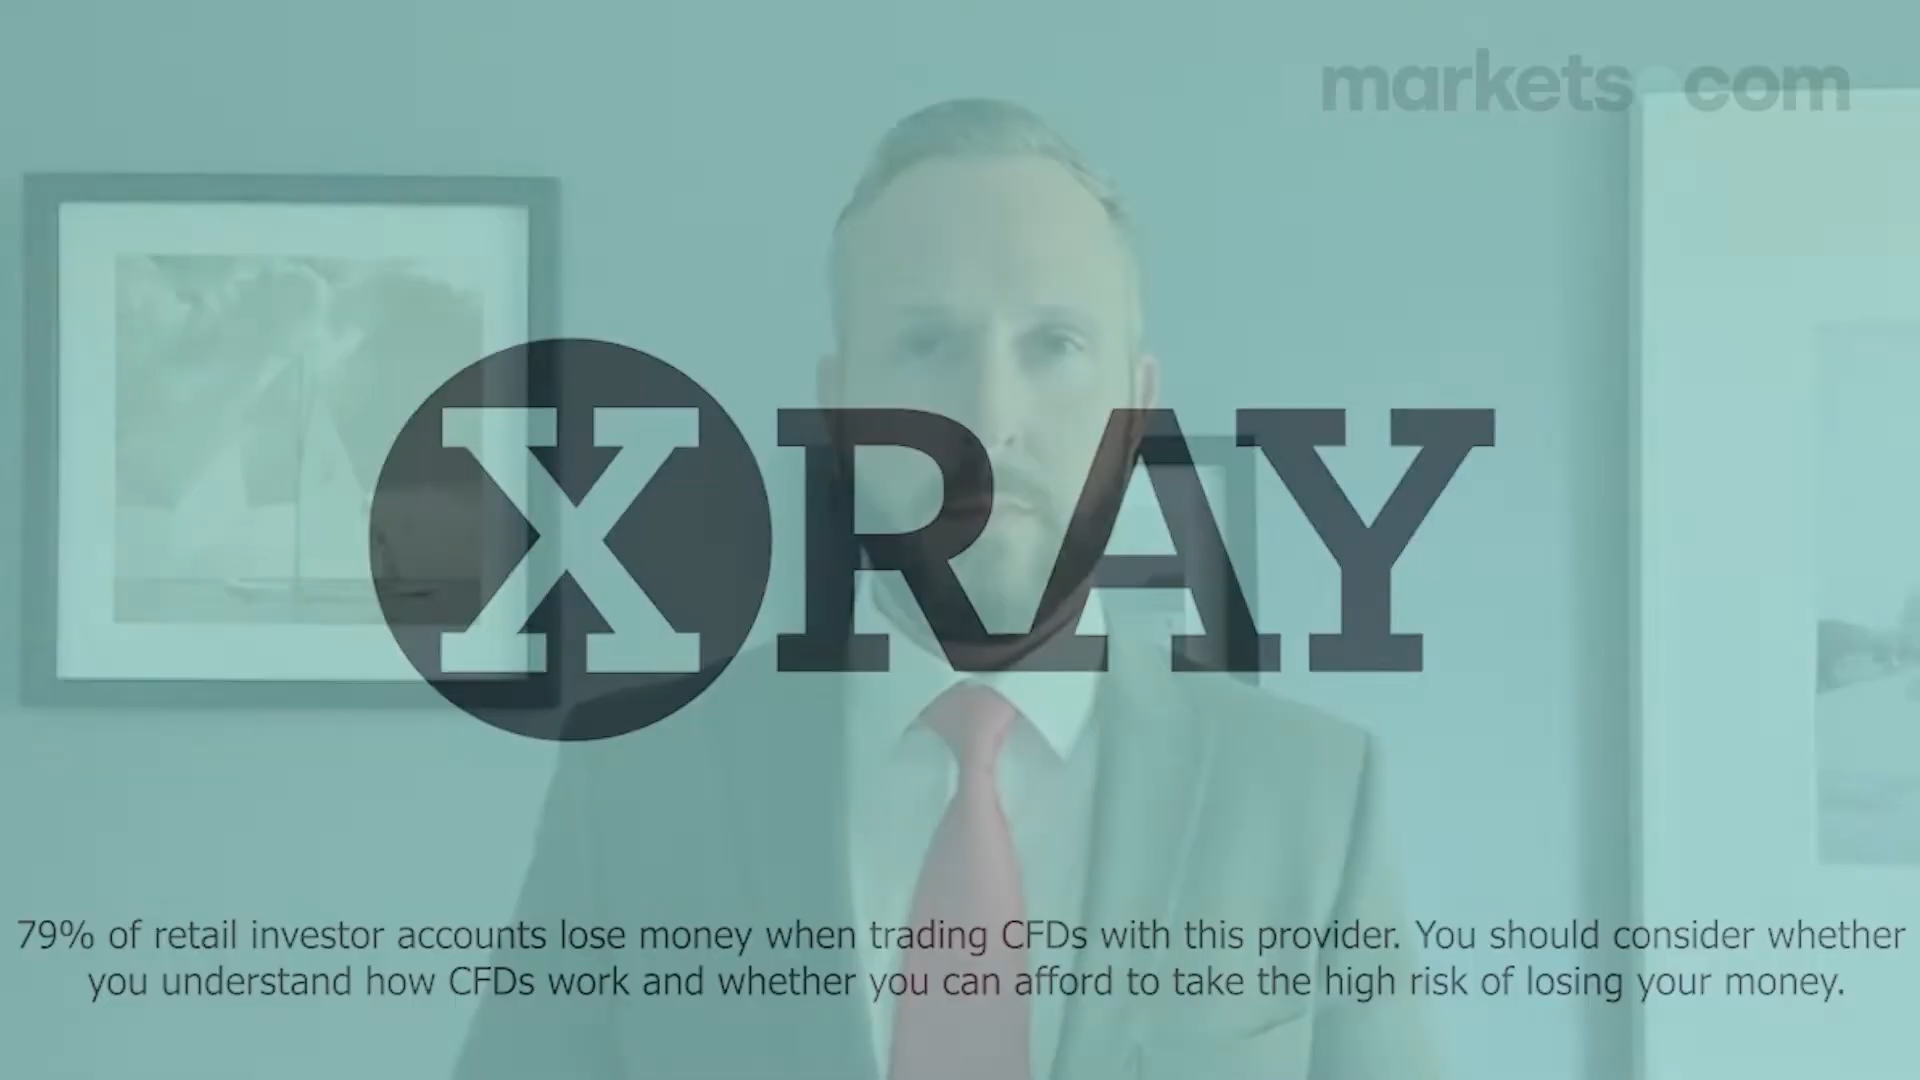 markets.com
XRAY
79% of retail investor accounts lose money when trading CFDs with this provider. You should consider whether
you understand how CFDs work and whether you can afford to take the high risk of losing your money.